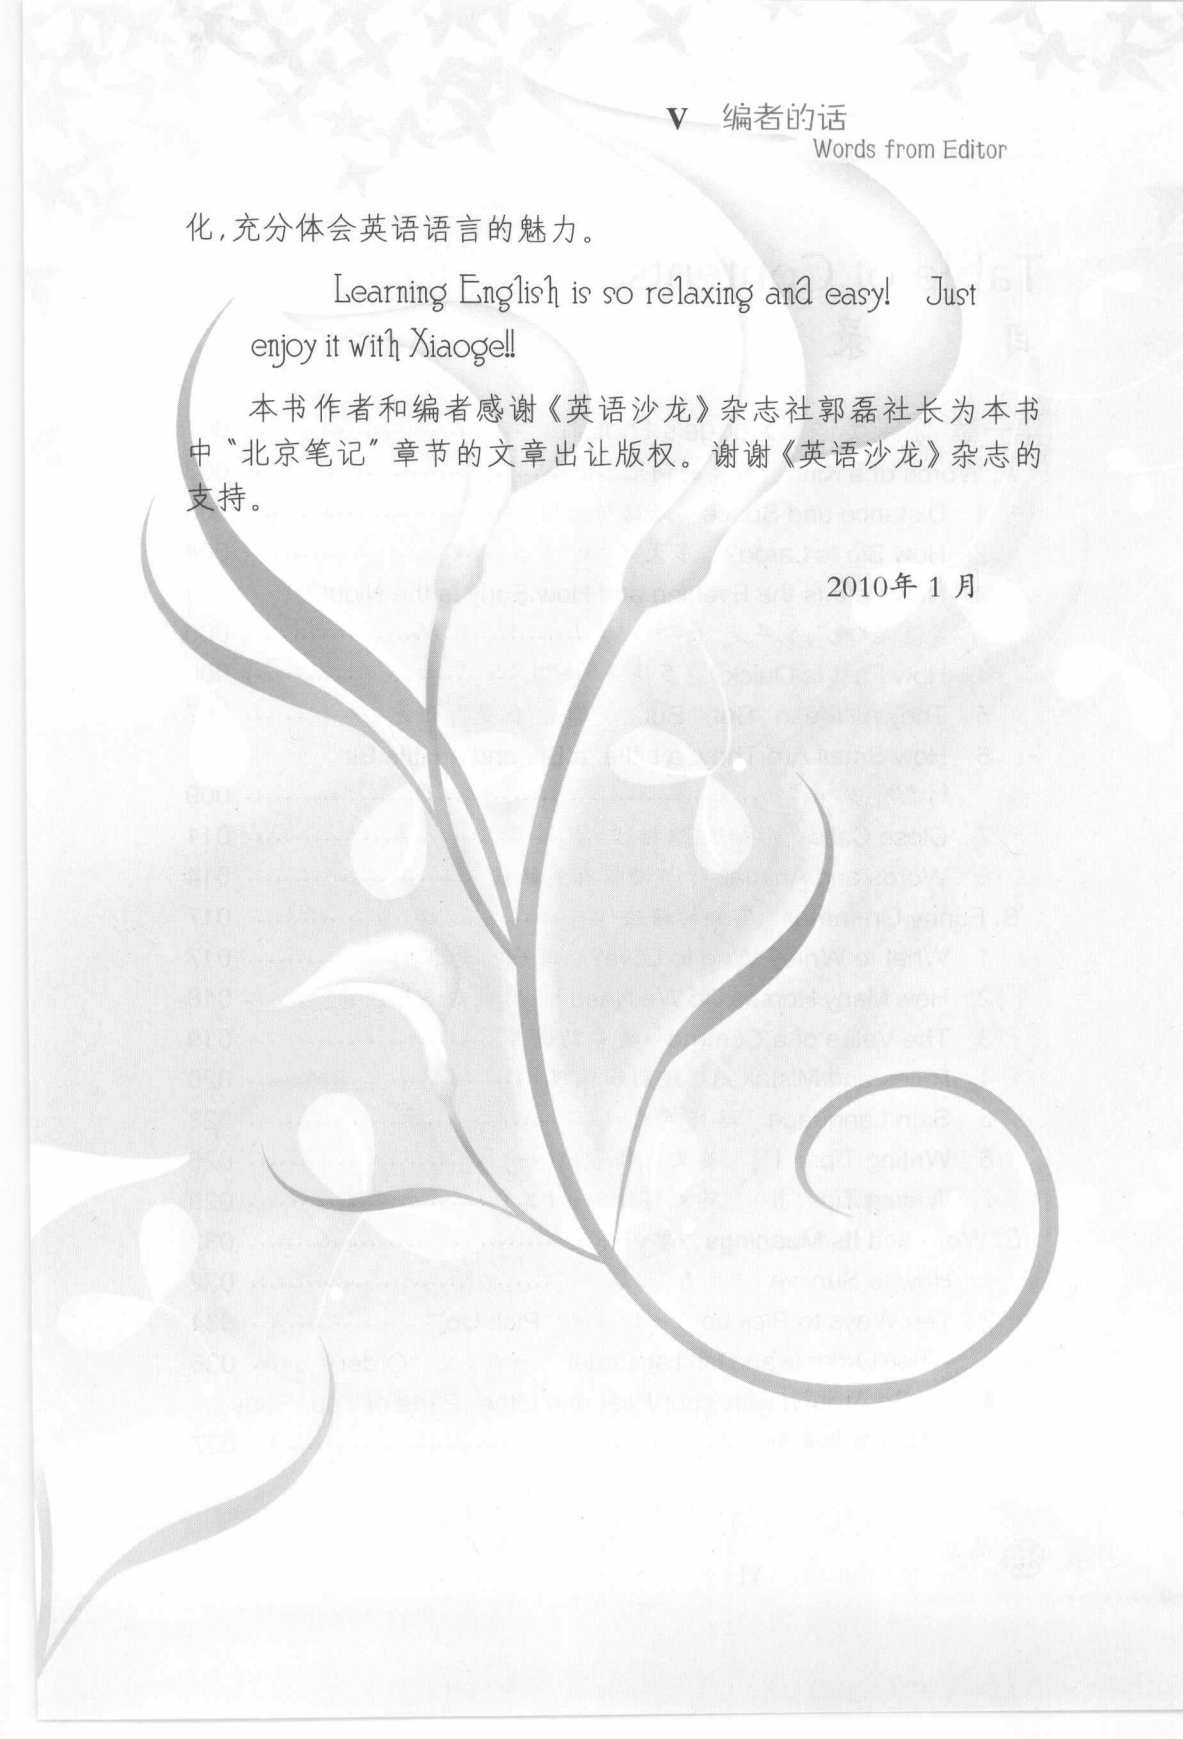 V 编者的话
Words from Editor
化,充分体会英语语言的魅力。
Learning English is so relaxing and easy! Just
enjoy it with Xiaoge!!
本书作者和编者感谢《英语沙龙》杂志社郭磊社长为本书
中“北京笔记”章节的文章出让版权。谢谢《英语沙龙》杂志的
支持。
2010年1月